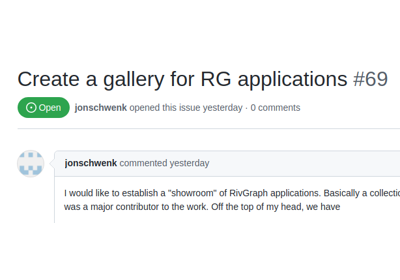 Create a gallery for RG applications #69
Open jonschwenk opened this issue yesterday · 0 comments
jonschwenk commented yesterday
I would like to establish a "showroom" of RivGraph applications. Basically a
was a major contributor to the work. Off the top of my head, we have